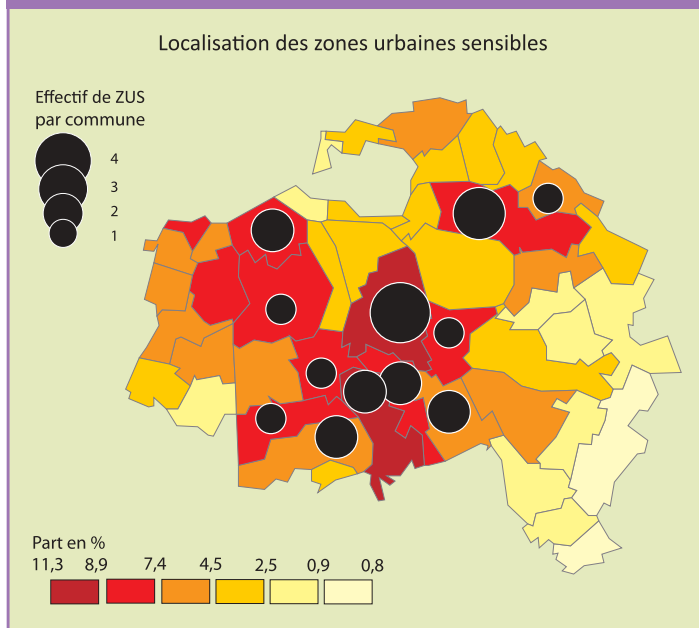 Localisation des zones urbaines sensibles
Effectif de ZUS
par commune
4
3
2
1
Part en %
11,3 8,9 7,4 4,5 2,5 0,9 0,8